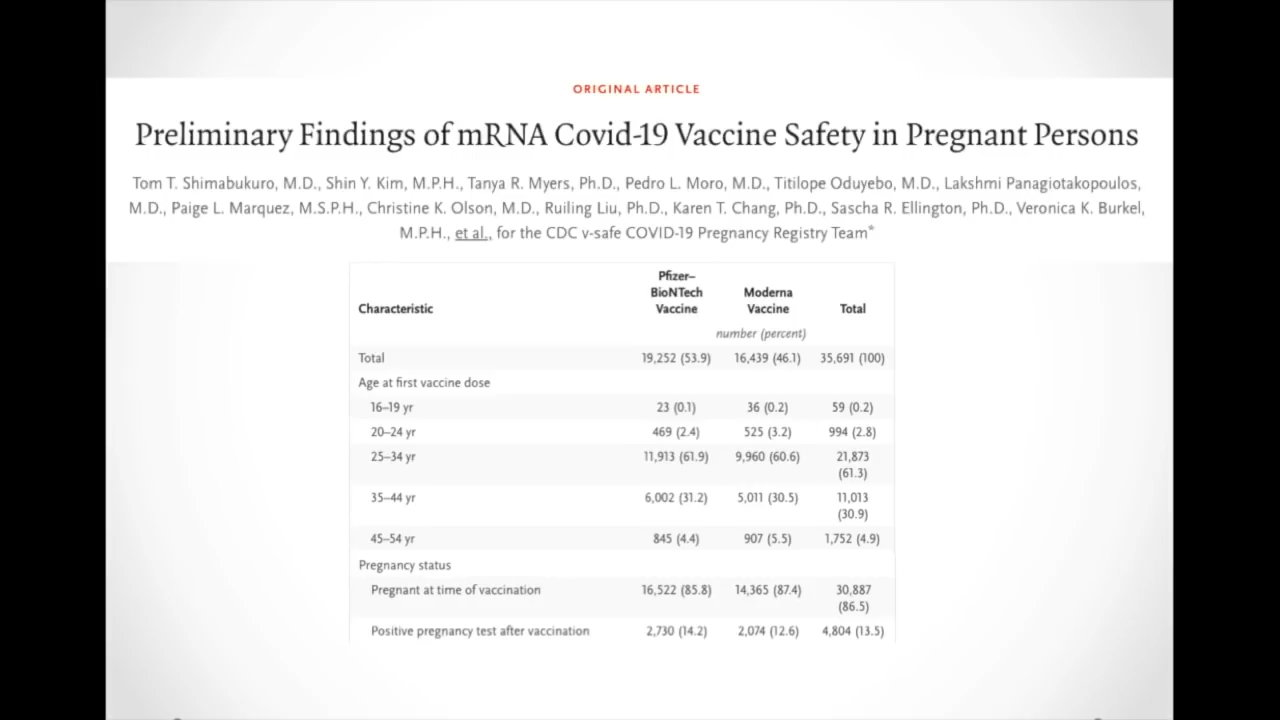 ORIGINAL ARTICLE
Preliminary Findings of mRNA Covid-19 Vaccine Safety in Pregnant Persons
Tom T. Shimabukuro, M.D., Shin Y. Kim, M.P.H., Tanya R. Myers, Ph.D., Pedro L. Moro, M.D., Titilope Oduyebo, M.D., Lakshmi Panagiotakopoulos,
M.D., Paige L. Marquez, M.S.P.H., Christine K. Olson, M.D., Ruiling Liu, Ph.D., Karen T. Chang, Ph.D., Sascha R. Ellington, Ph.D., Veronica K. Burkel,
M.P.H., et al., for the CDC v-safe COVID-19 Pregnancy Registry Team*
Pfizer–
BioNTech Moderna
Characteristic Vaccine Vaccine Total
number (percent)
Total 19,252 (53.9) 16,439 (46.1) 35,691 (100)
Age at first vaccine dose
16–19 yr 23 (0.1) 36 (0.2) 59 (0.2)
20–24 yr 469 (2.4) 525 (3.2) 994 (2.8)
25–34 yr 11,913 (61.9) 9,960 (60.6) 21,873
(61.3)
35–44 yr 6,002 (31.2) 5,011 (30.5) 11,013
(30.9)
45–54 yr 845 (4.4) 907 (5.5) 1,752 (4.9)
Pregnancy status
Pregnant at time of vaccination 16,522 (85.8) 14,365 (87.4) 30,887
(86.5)
Positive pregnancy test after vaccination 2,730 (14.2) 2,074 (12.6) 4,804 (13.5)